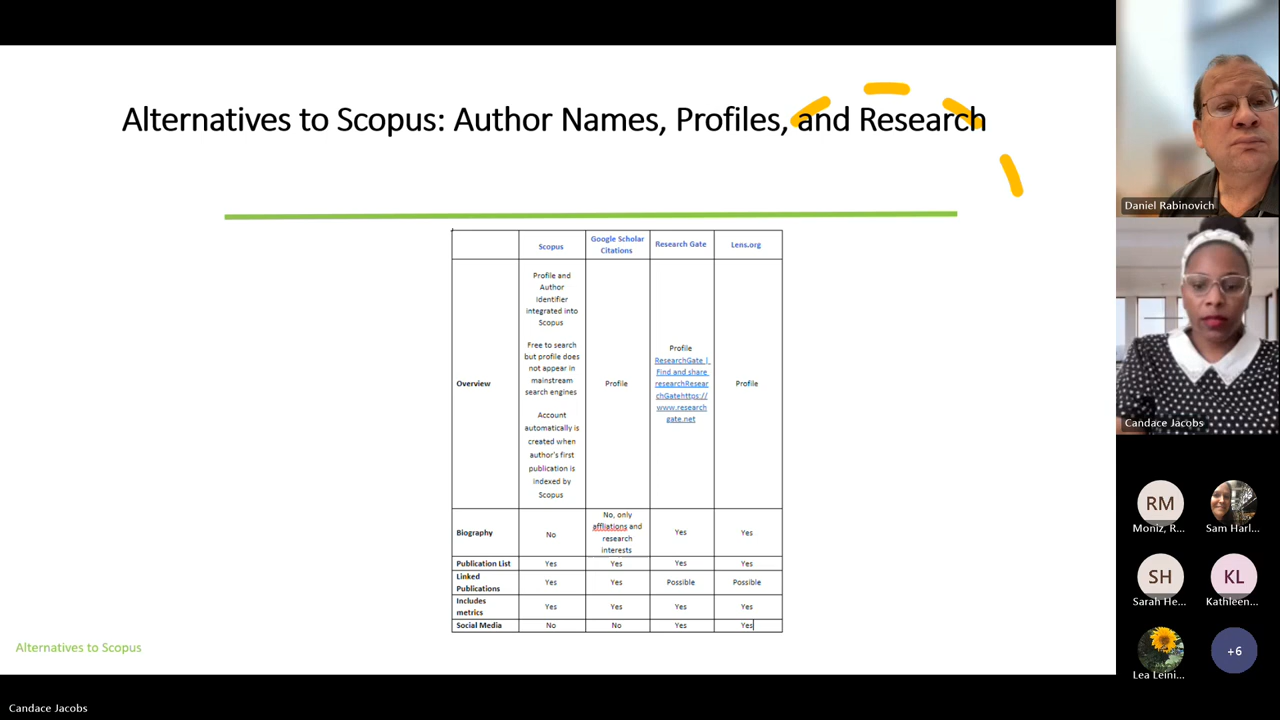 Alternatives to Scopus: Author Names, Profiles, and Research
Scopus
Google Scholar
Citations
Research Gate
Lens.org
Overview
Profile and
Author
Identifier
integrated into
Scopus
Free to search
but profile does
not appear in
mainstream
search engines
Account
automatically is
created when
author's first
publication is
indexed by
Scopus
Profile
Profile
ResearchGate |
Find and share
researchResear
chGatehttps://
www.research
gate.net
Profile
Biography
No
No, only
affliations and
research
interests
Yes
Yes
Publication List
Yes
Yes
Yes
Yes
Linked
Publications
Yes
Yes
Possible
Possible
Includes
metrics
Yes
Yes
Yes
Yes
Social Media
No
No
Yes
Yes
Alternatives to Scopus
Candace Jacobs
Daniel Rabinovich
Candace Jacobs
RM
Moniz, R...
Sam Harl...
SH
Sarah He...
KL
Kathleen...
Lea Leini...
+6